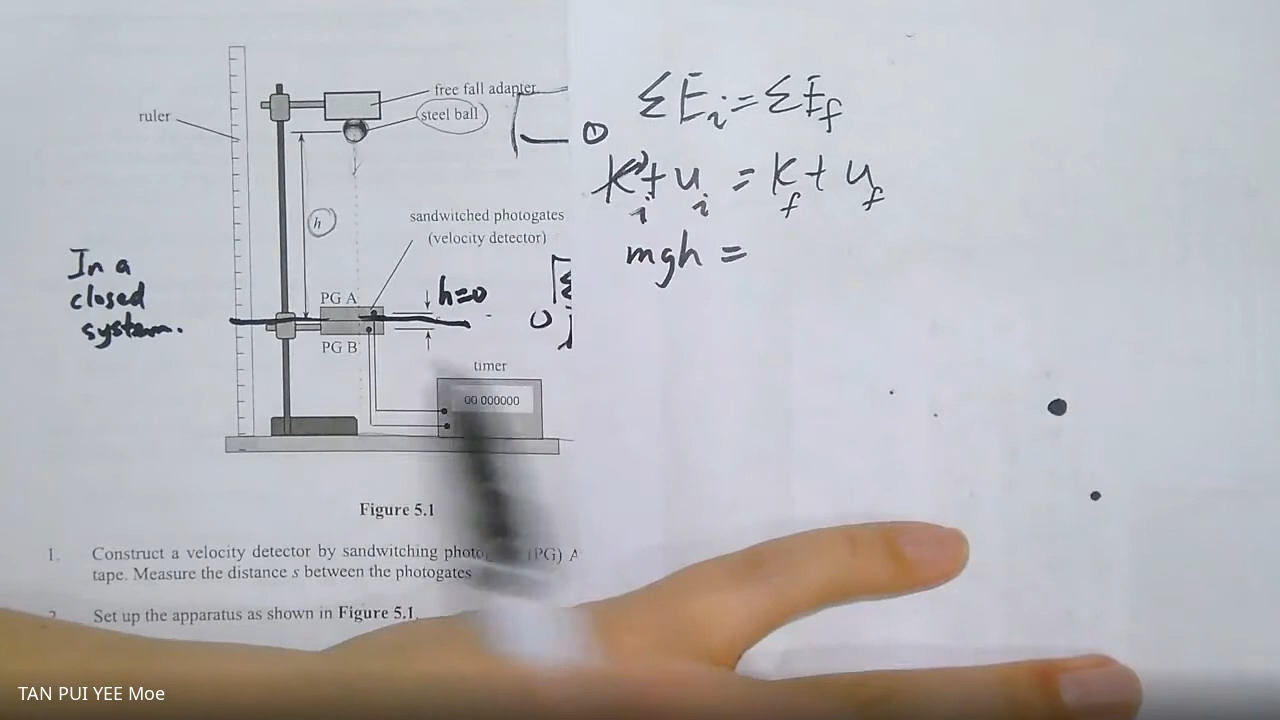 ruler
free fall adapter
steel ball
h
sandwitched photogates
(velocity detector)
In a
closed
system.
PG A
h=0
PG B
timer
00 000000
Figure 5.1
1. Construct a velocity detector by sandwitching (PG) A
tape. Measure the distance s between the photogates
Set up the apparatus as shown in Figure 5.1.
ΣEi = ΣEf
0
Ki + ui = Kf + uf
mgh =
TAN PUI YEE Moe